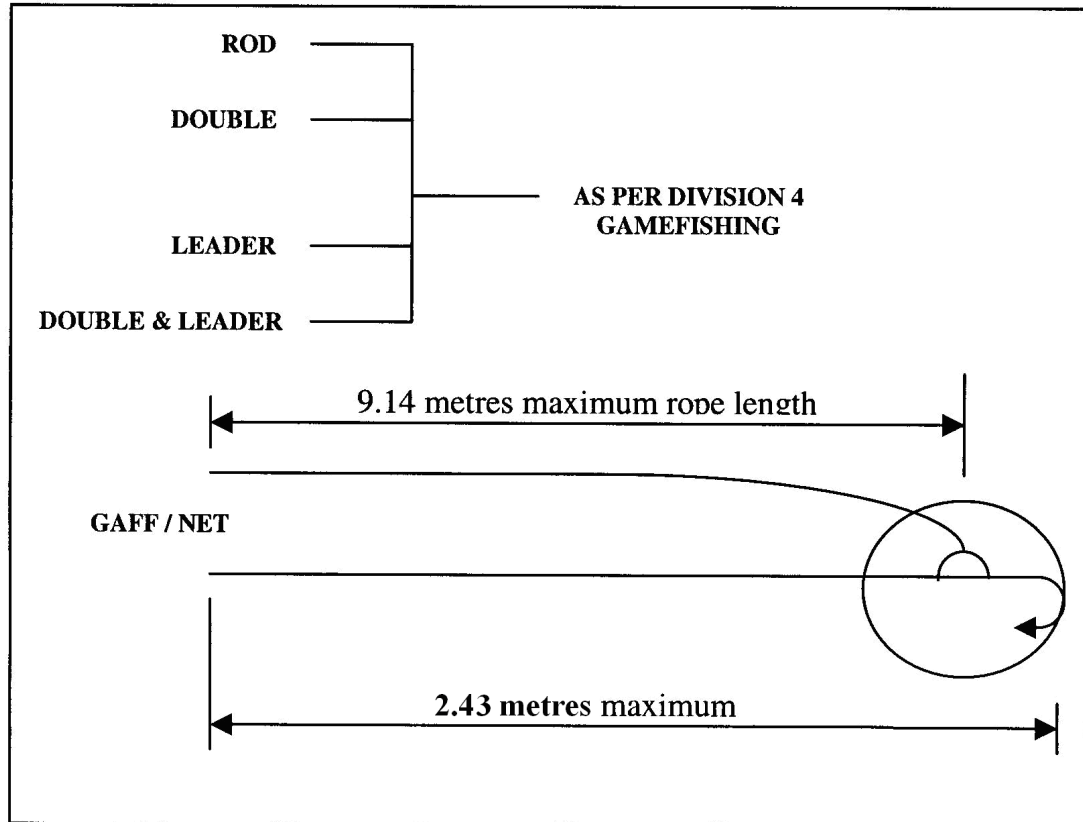 ROD
DOUBLE
AS PER DIVISION 4
GAMEFISHING
LEADER
DOUBLE & LEADER
9.14 metres maximum rope length
GAFF / NET
2.43 metres maximum